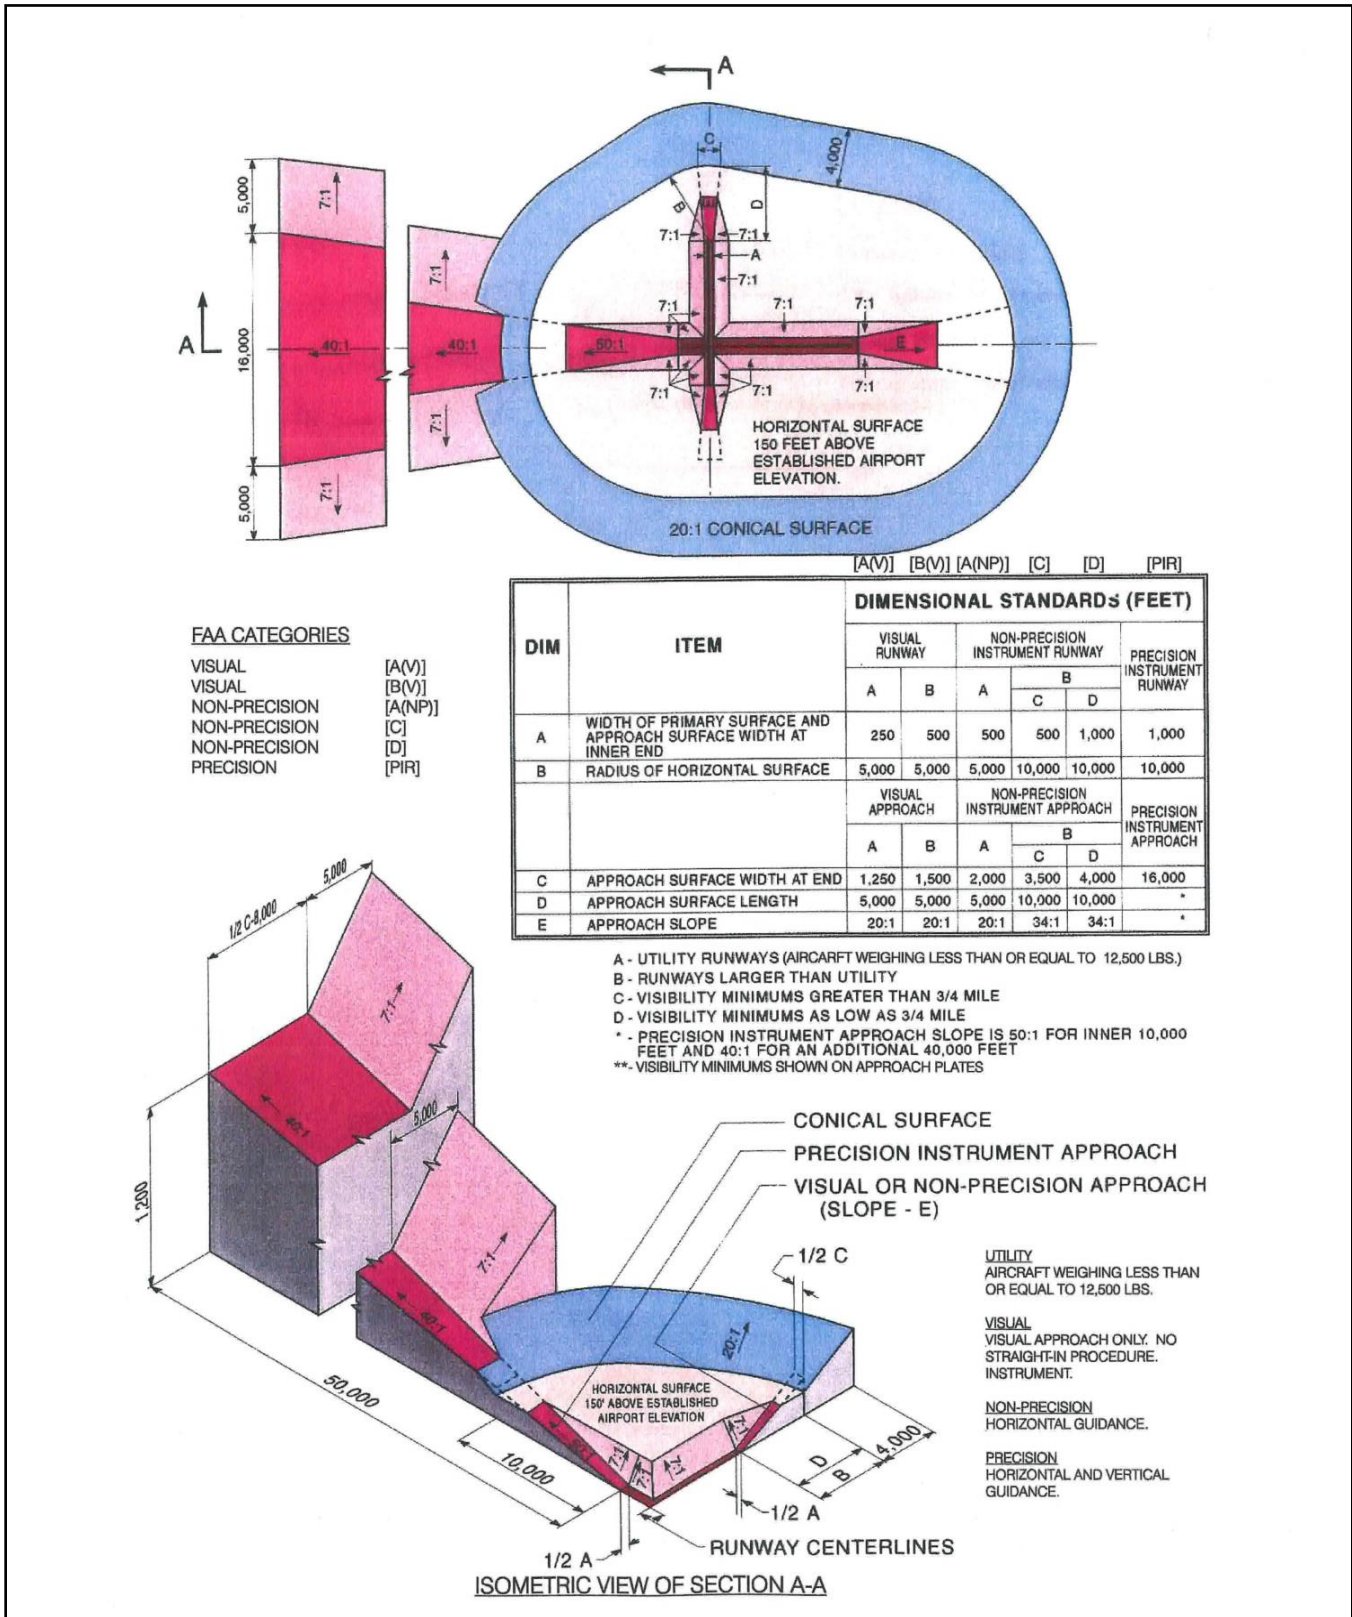 A
C
4,000
B
D
7:1 7:1
A
7:1
5,000
7:1
16,000
5,000
7:1
7:1
7:1
A
40:1
40:1
50:1
7:1 7:1 7:1
E
7:1 7:1 7:1
7:1
7:1
HORIZONTAL SURFACE
150 FEET ABOVE
ESTABLISHED AIRPORT
ELEVATION.
20:1 CONICAL SURFACE
FAA CATEGORIES
VISUAL [A(V)]
VISUAL [B(V)]
NON-PRECISION [A(NP)]
NON-PRECISION [C]
NON-PRECISION [D]
PRECISION [PIR]
[A(V)] [B(V)] [A(NP)] [C] [D] [PIR]
DIM ITEM DIMENSIONAL STANDARDS (FEET)
VISUAL
RUNWAY
NON-PRECISION
INSTRUMENT RUNWAY
PRECISION
INSTRUMENT
RUNWAY
A B A B
C D
A WIDTH OF PRIMARY SURFACE AND
APPROACH SURFACE WIDTH AT
INNER END
250 500 500 500 1,000 1,000
B RADIUS OF HORIZONTAL SURFACE 5,000 5,000 5,000 10,000 10,000 10,000
VISUAL
APPROACH
NON-PRECISION
INSTRUMENT APPROACH
PRECISION
INSTRUMENT
APPROACH
A B A B
C D
C APPROACH SURFACE WIDTH AT END 1,250 1,500 2,000 3,500 4,000 16,000
D APPROACH SURFACE LENGTH 5,000 5,000 5,000 10,000 10,000 *
E APPROACH SLOPE 20:1 20:1 20:1 34:1 34:1 *
A - UTILITY RUNWAYS (AIRCARFT WEIGHING LESS THAN OR EQUAL TO 12,500 LBS.)
B - RUNWAYS LARGER THAN UTILITY
C - VISIBILITY MINIMUMS GREATER THAN 3/4 MILE
D - VISIBILITY MINIMUMS AS LOW AS 3/4 MILE
* - PRECISION INSTRUMENT APPROACH SLOPE IS 50:1 FOR INNER 10,000
FEET AND 40:1 FOR AN ADDITIONAL 40,000 FEET
**- VISIBILITY MINIMUMS SHOWN ON APPROACH PLATES
1/2 C-8,000
5,000
7:1
40:1
5,000
1,200
7:1
40:1
50,000
10,000
CONICAL SURFACE
PRECISION INSTRUMENT APPROACH
VISUAL OR NON-PRECISION APPROACH
(SLOPE - E)
1/2 C
20:1
HORIZONTAL SURFACE
150' ABOVE ESTABLISHED
AIRPORT ELEVATION
50:1
7:1
7:1
7:1
7:1
D
B
4,000
1/2 A
RUNWAY CENTERLINES
1/2 A
ISOMETRIC VIEW OF SECTION A-A
UTILITY
AIRCRAFT WEIGHING LESS THAN
OR EQUAL TO 12,500 LBS.
VISUAL
VISUAL APPROACH ONLY. NO
STRAIGHT-IN PROCEDURE.
INSTRUMENT.
NON-PRECISION
HORIZONTAL GUIDANCE.
PRECISION
HORIZONTAL AND VERTICAL
GUIDANCE.